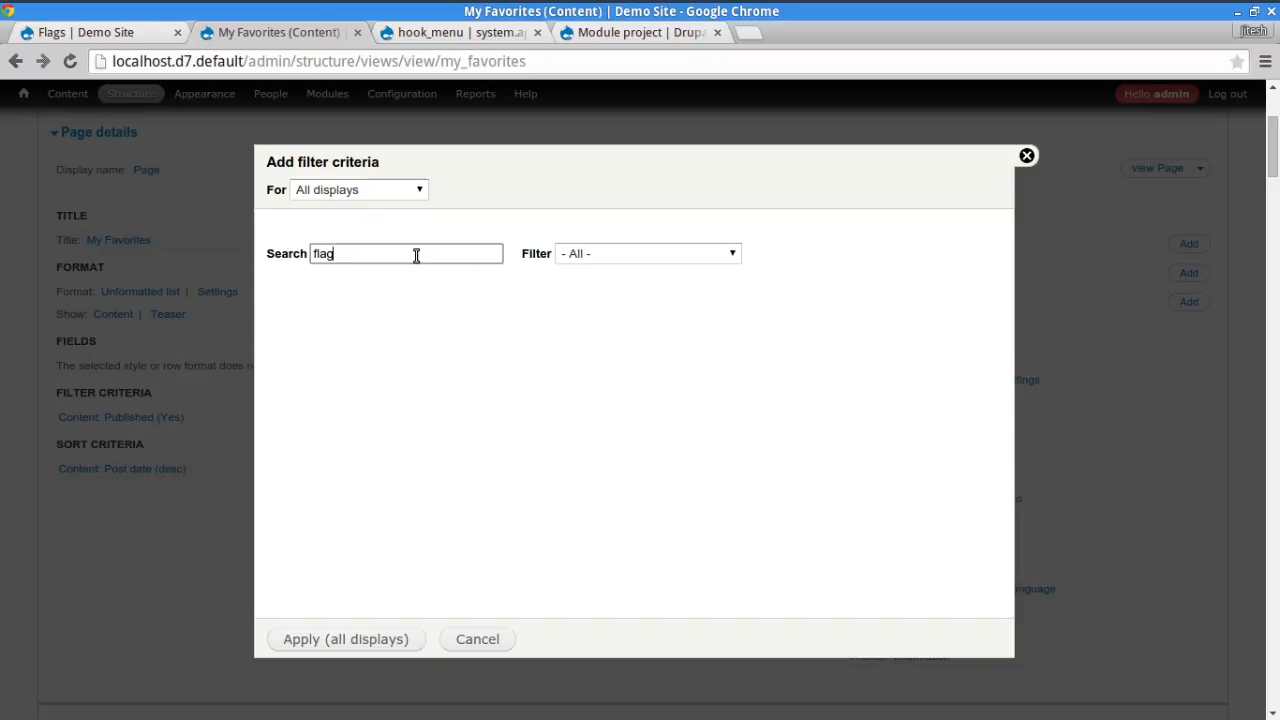 My Favorites (Content) | Demo Site - Google Chrome
Flags | Demo Site
My Favorites (Content)
hook_menu | system.a
Module project | Drup
jitesh
localhost.d7.default/admin/structure/views/view/my_favorites
Content Structure Appearance People Modules Configuration Reports Help Hello admin Log out
Page details
Display name: Page
view Page
Add filter criteria
For All displays
TITLE
Title: My Favorites
Add
FORMAT
Format: Unformatted list | Settings
Add
Show: Content | Teaser
Add
FIELDS
The selected style or row format does
FILTER CRITERIA
Content: Published (Yes)
SORT CRITERIA
Content: Post date (desc)
Search flag Filter - All -
Apply (all displays) Cancel